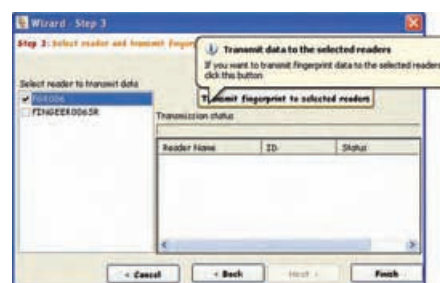 Wizard - Step 3
Step 3: Select reader and transmit
Transmit data to the selected readers
If you want to transmit fingerprint data to the selected readers
click this button
Select reader to transmit data
Transmit fingerprint to selected readers
Transmission status
Reader Name ID Status
< Cancel < Back Next > Finish